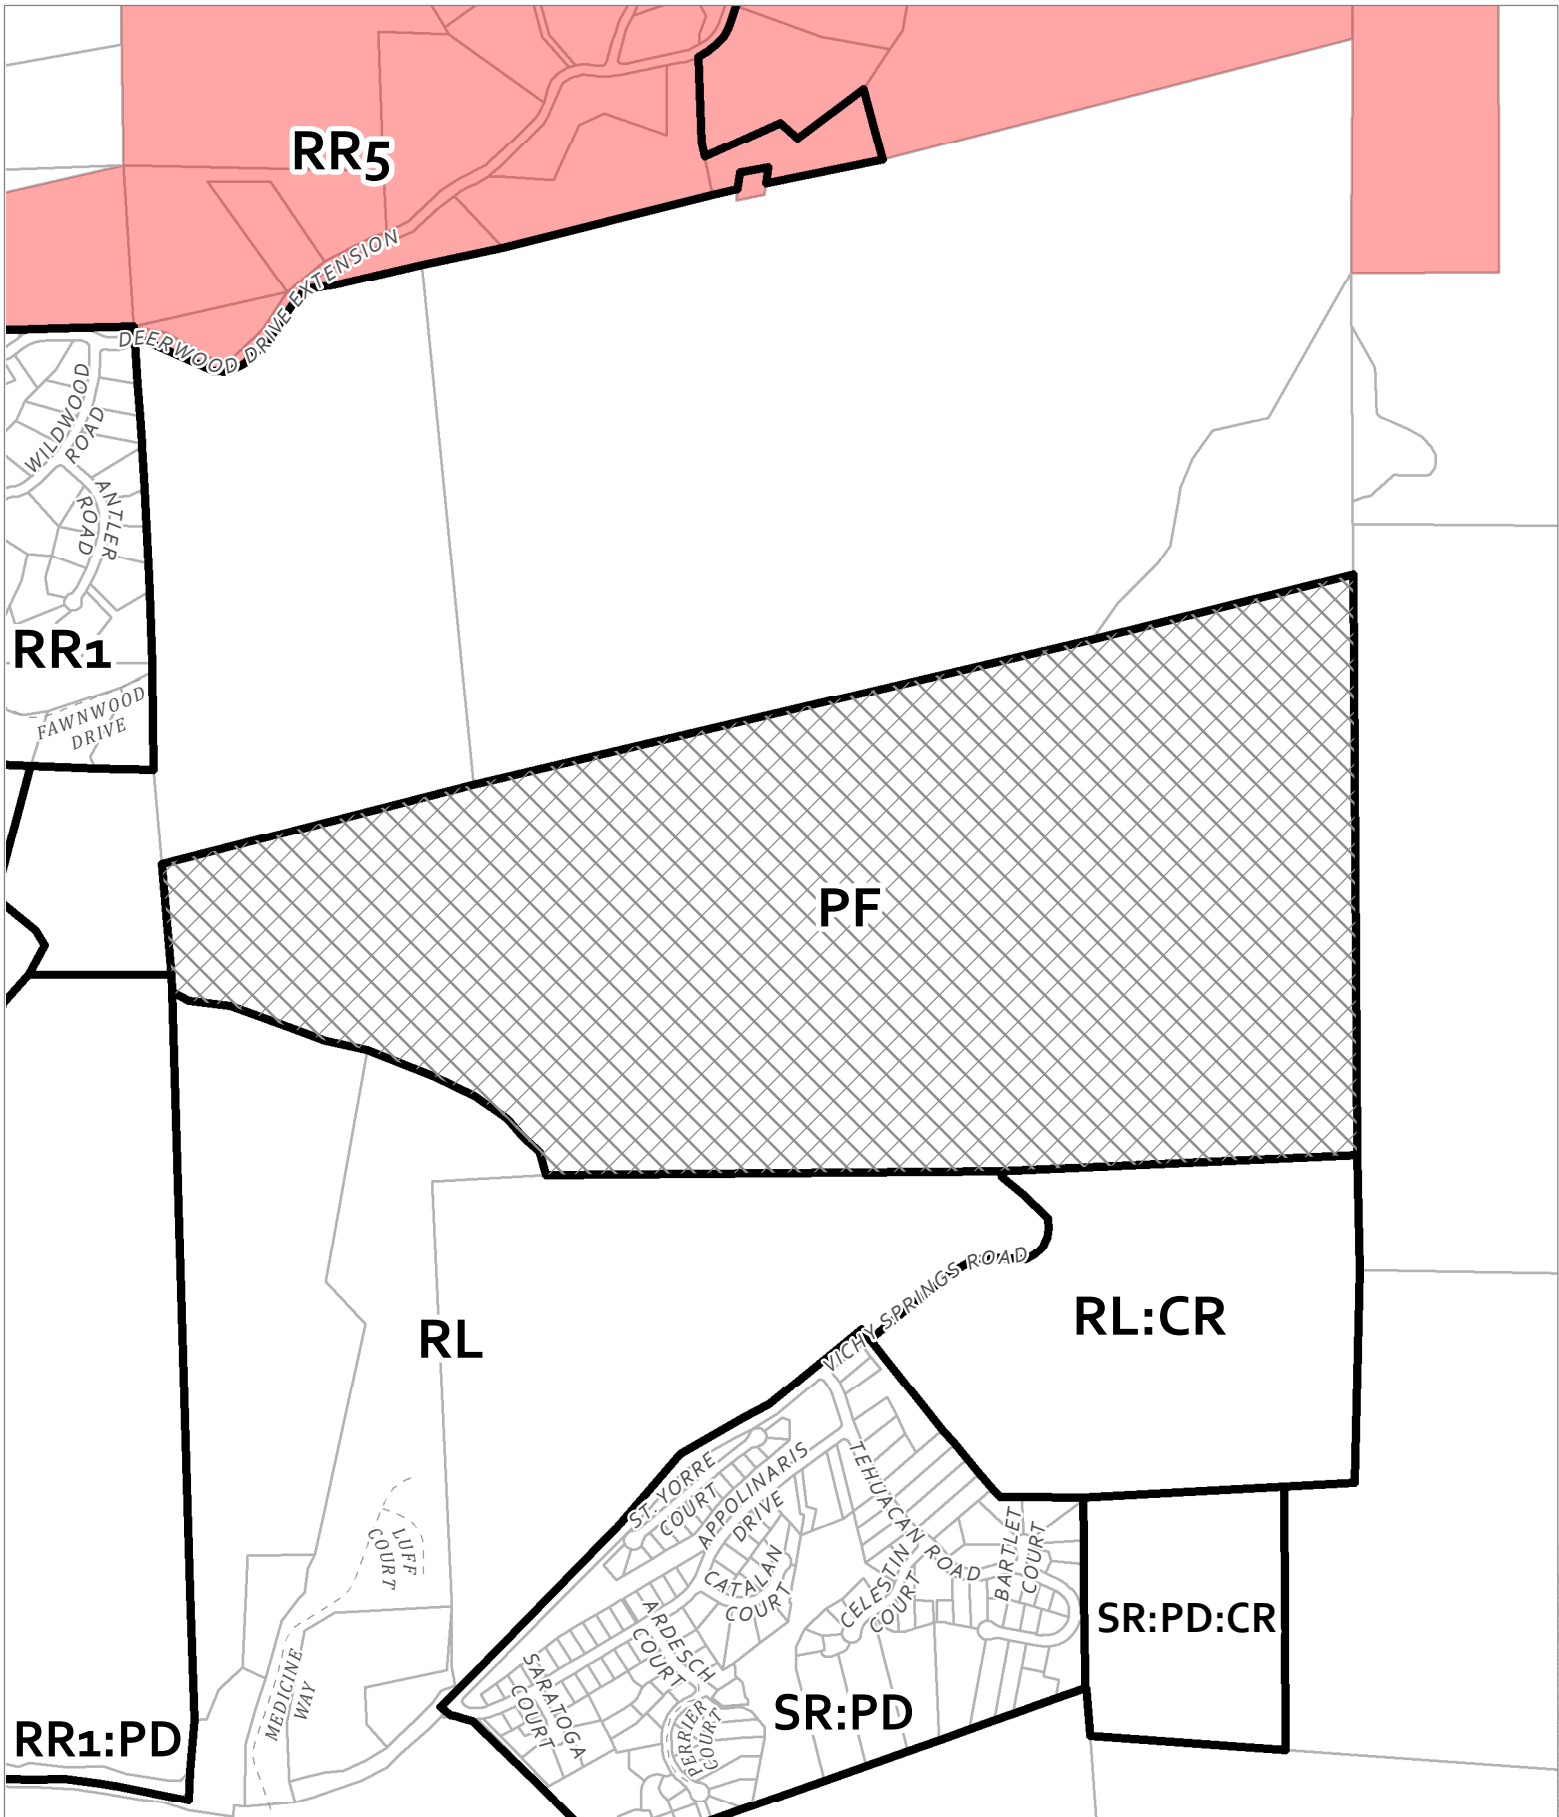 RR5
DEERWOOD DRIVE EXTENSION
WILDWOOD
ROAD
ANTLER
ROAD
RR1
FAWNWOOD
DRIVE
PF
VICHY SPRINGS ROAD
RL:CR
RL
ST. YORRE
COURT
APPOLINARIS
DRIVE
TEHUACAN ROAD
BARTLET
COURT
LUFF
COURT
CATALAN
COURT
CELESTIN
COURT
ARDESCH
COURT
SR:PD:CR
SARATOGA
COURT
MEDICINE
WAY
PERRIER
COURT
SR:PD
RR1:PD